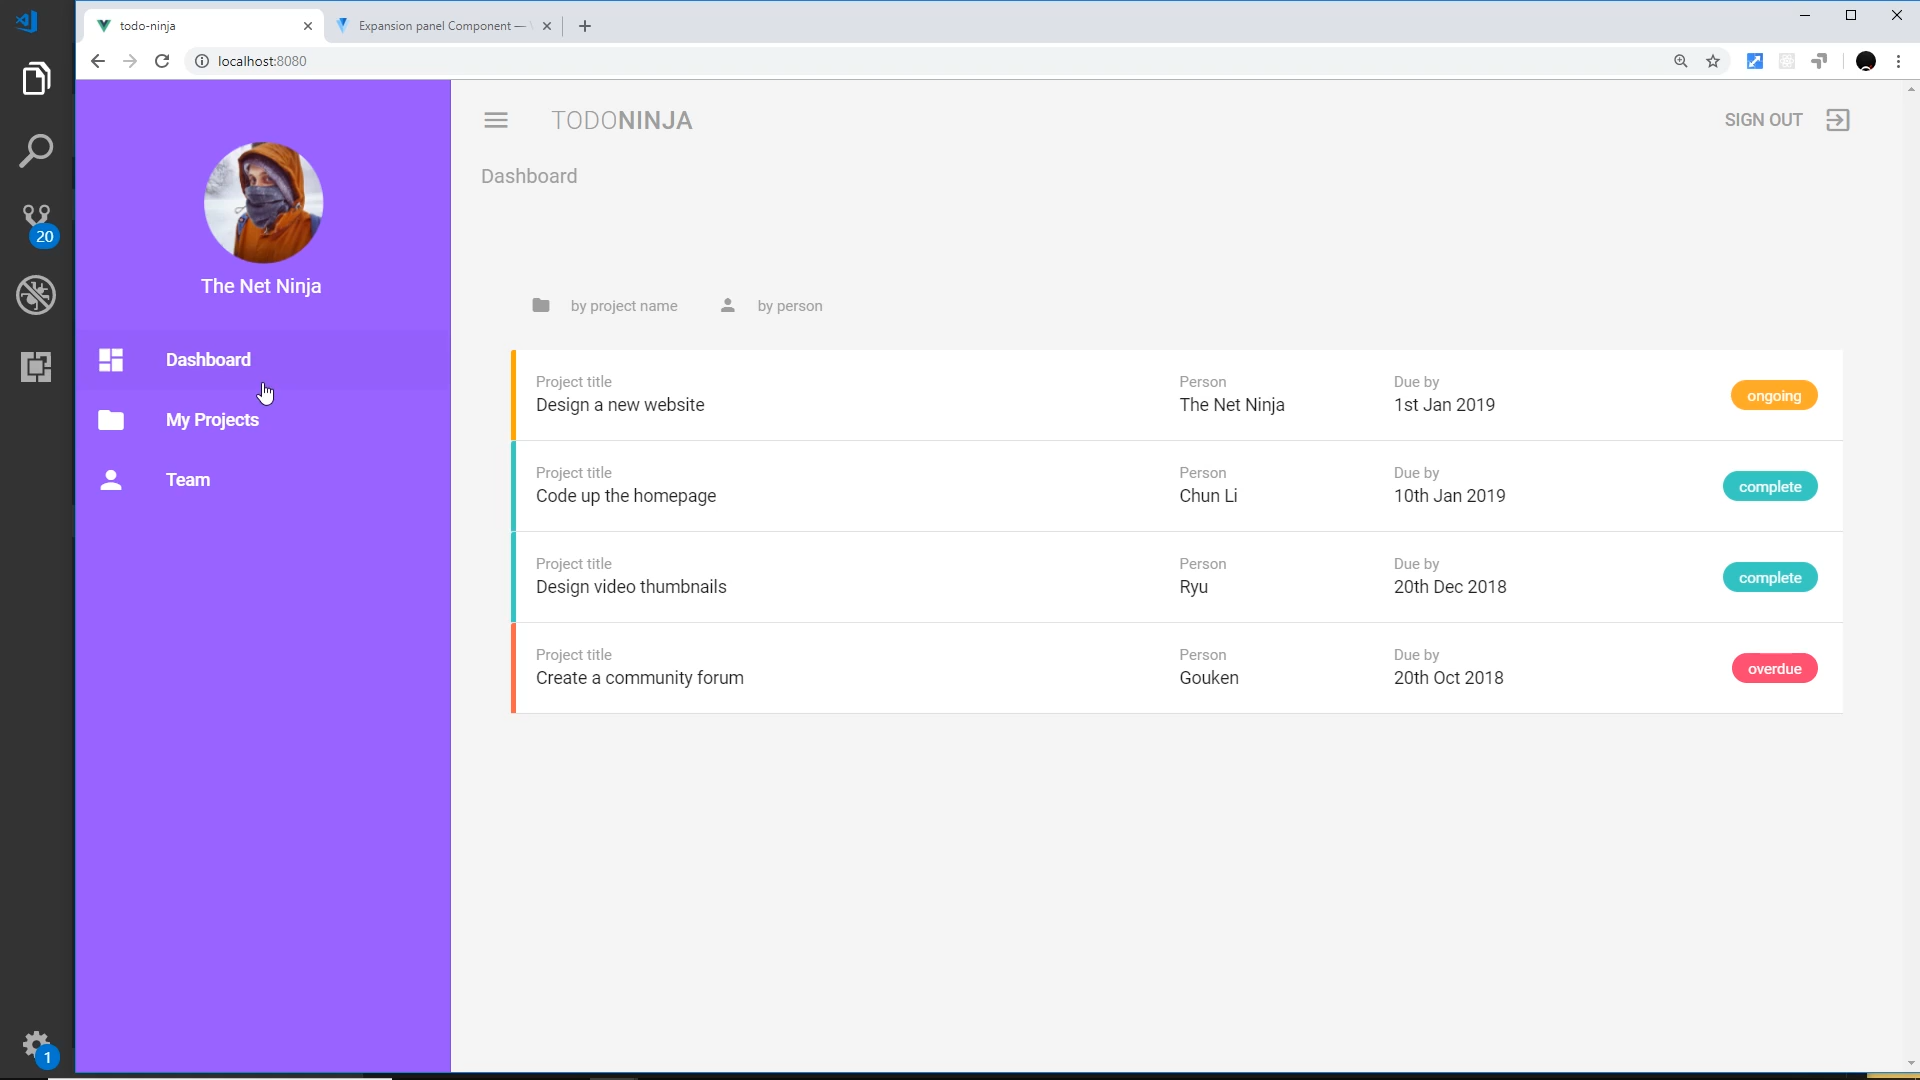 todo-ninja
Expansion panel Component —
localhost:8080
20
TODONINJA
SIGN OUT
Dashboard
The Net Ninja
Dashboard
My Projects
Team
by project name
by person
Project title
Design a new website
Person
The Net Ninja
Due by
1st Jan 2019
ongoing
Project title
Code up the homepage
Person
Chun Li
Due by
10th Jan 2019
complete
Project title
Design video thumbnails
Person
Ryu
Due by
20th Dec 2018
complete
Project title
Create a community forum
Person
Gouken
Due by
20th Oct 2018
overdue
1